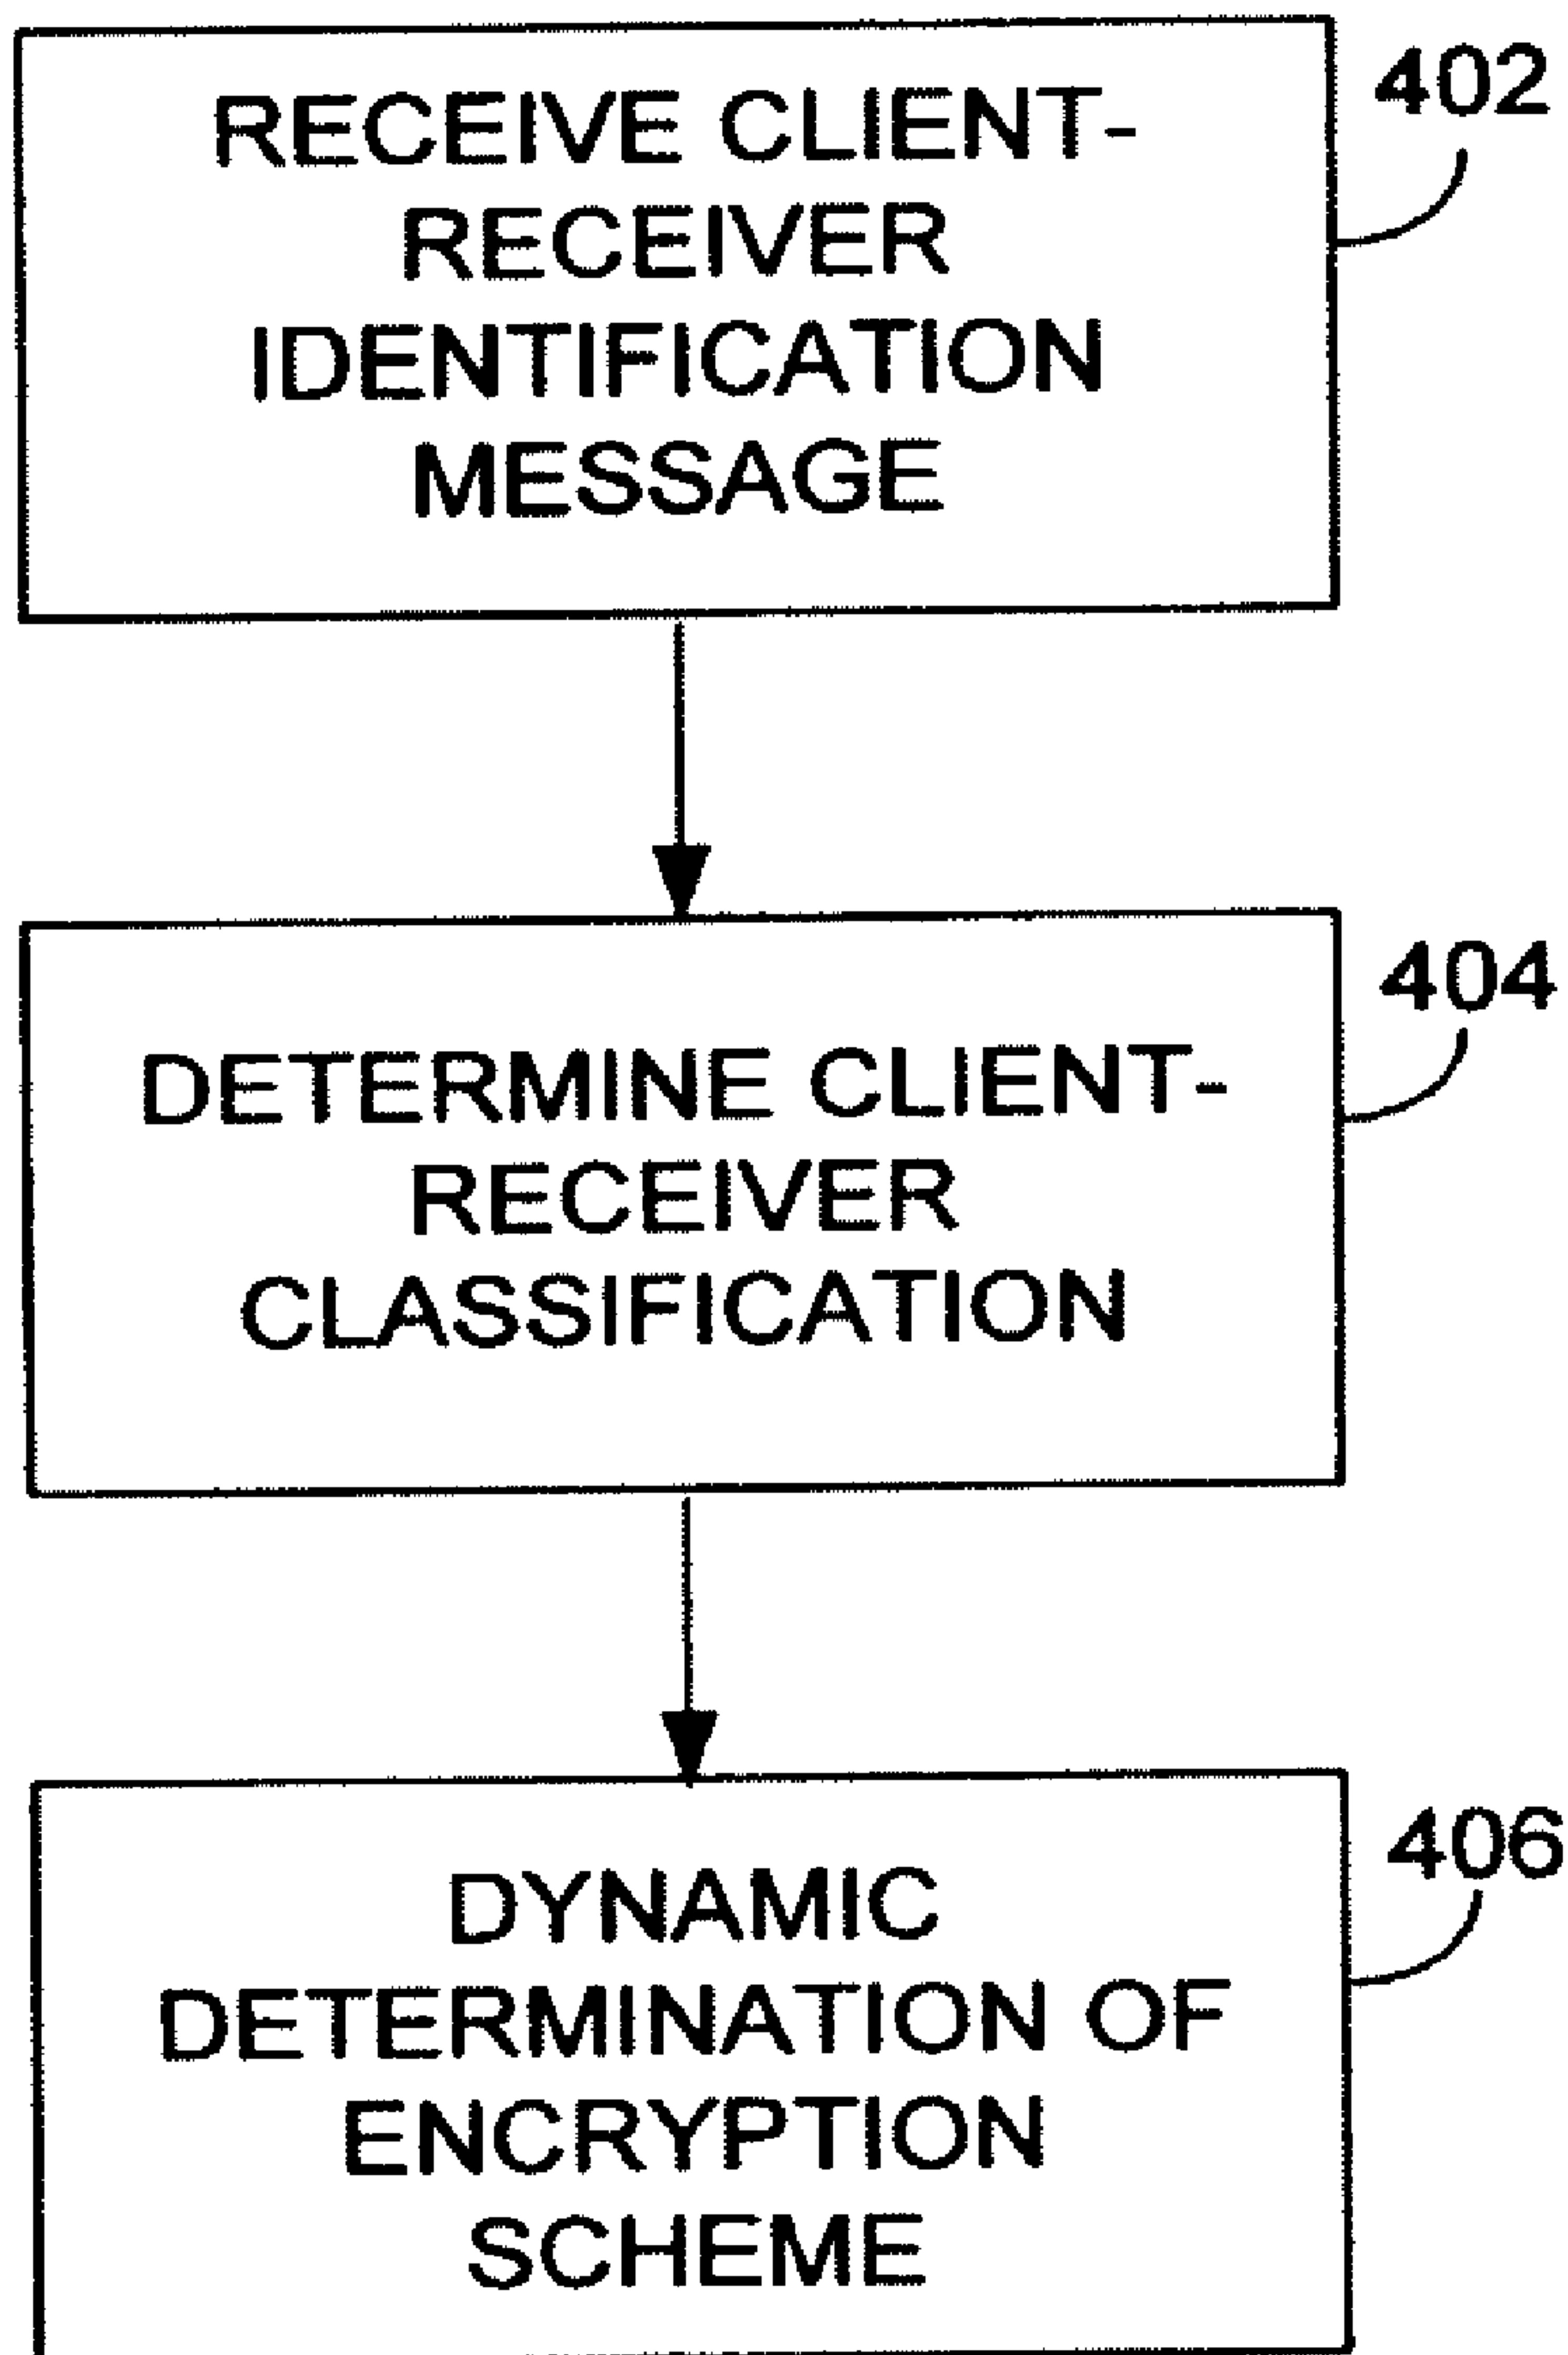 RECEIVE CLIENT-
RECEIVER
IDENTIFICATION
MESSAGE
402
DETERMINE CLIENT-
RECEIVER
CLASSIFICATION
404
DYNAMIC
DETERMINATION OF
ENCRYPTION
SCHEME
406